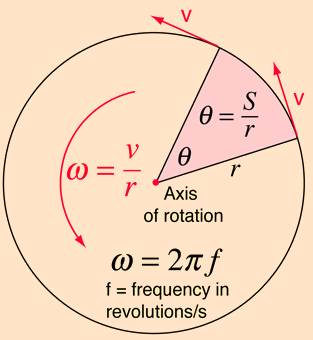 v
v
θ = S/r
θ
r
ω = v/r
Axis
of rotation
ω = 2πf
f = frequency in
revolutions/s